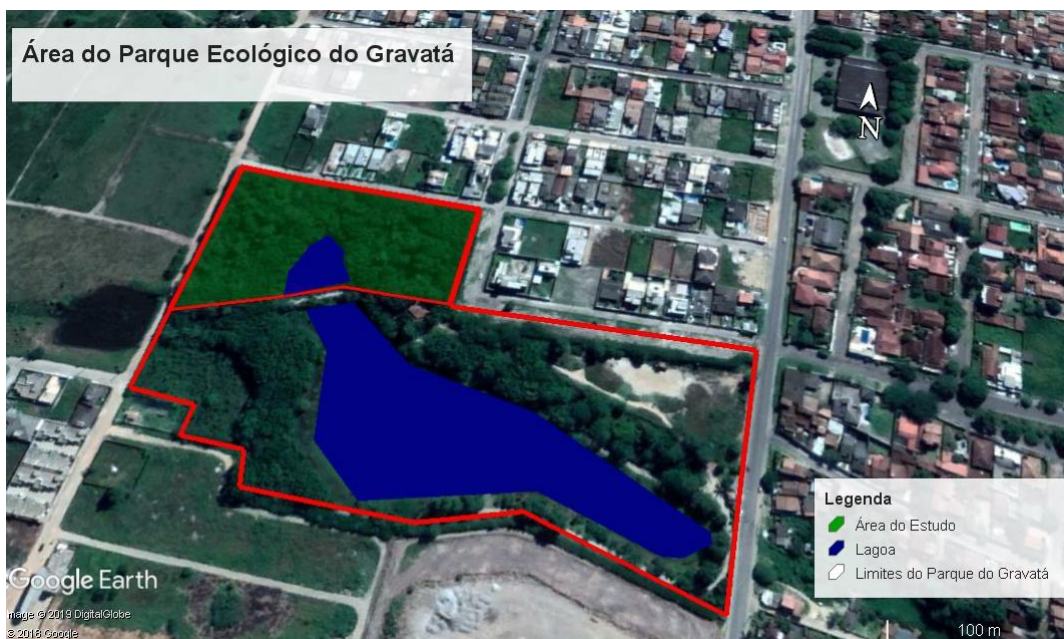 Área do Parque Ecológico do Gravatá
N
Legenda
Área do Estudo
Lagoa
Limites do Parque do Gravatá
Google Earth
Image © 2019 DigitalGlobe
© 2018 Google
100 m